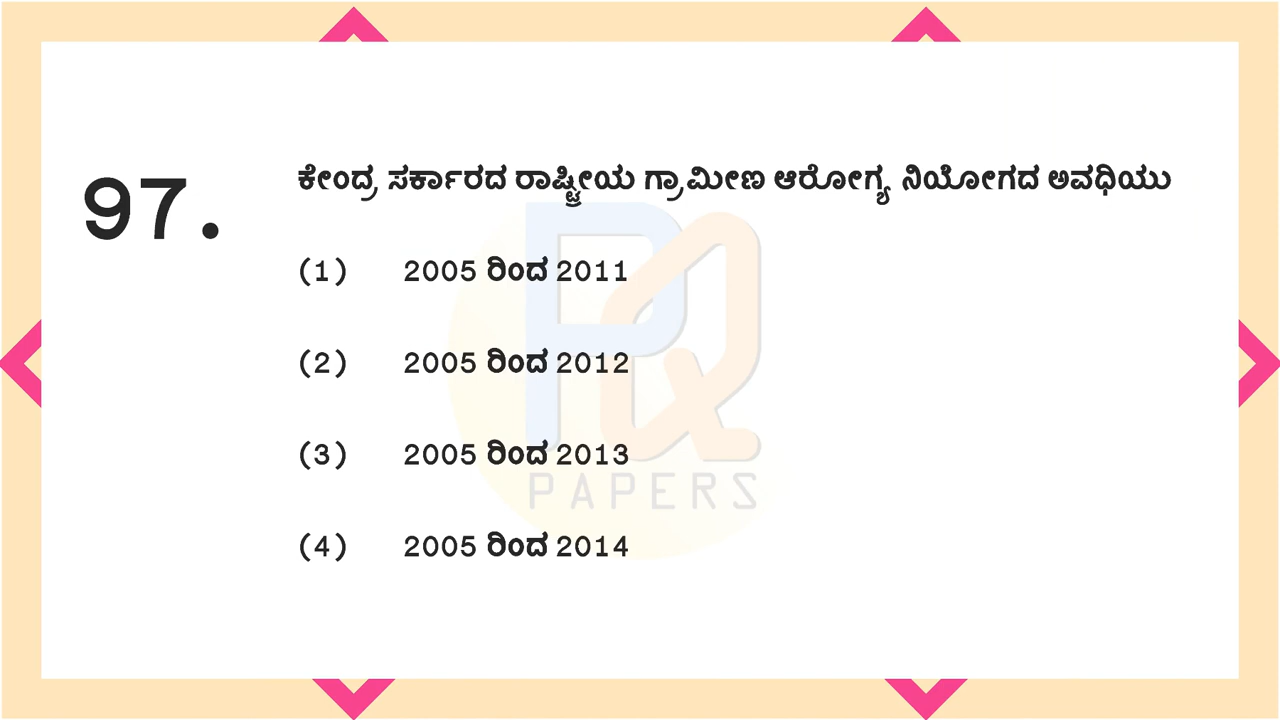 97.
ಕೇಂದ್ರ ಸರ್ಕಾರದ ರಾಷ್ಟ್ರೀಯ ಗ್ರಾಮೀಣ ಆರೋಗ್ಯ ನಿಯೋಗದ ಅವಧಿಯು
(1) 2005 ರಿಂದ 2011
(2) 2005 ರಿಂದ 2012
(3) 2005 ರಿಂದ 2013
(4) 2005 ರಿಂದ 2014
PQ
PAPERS